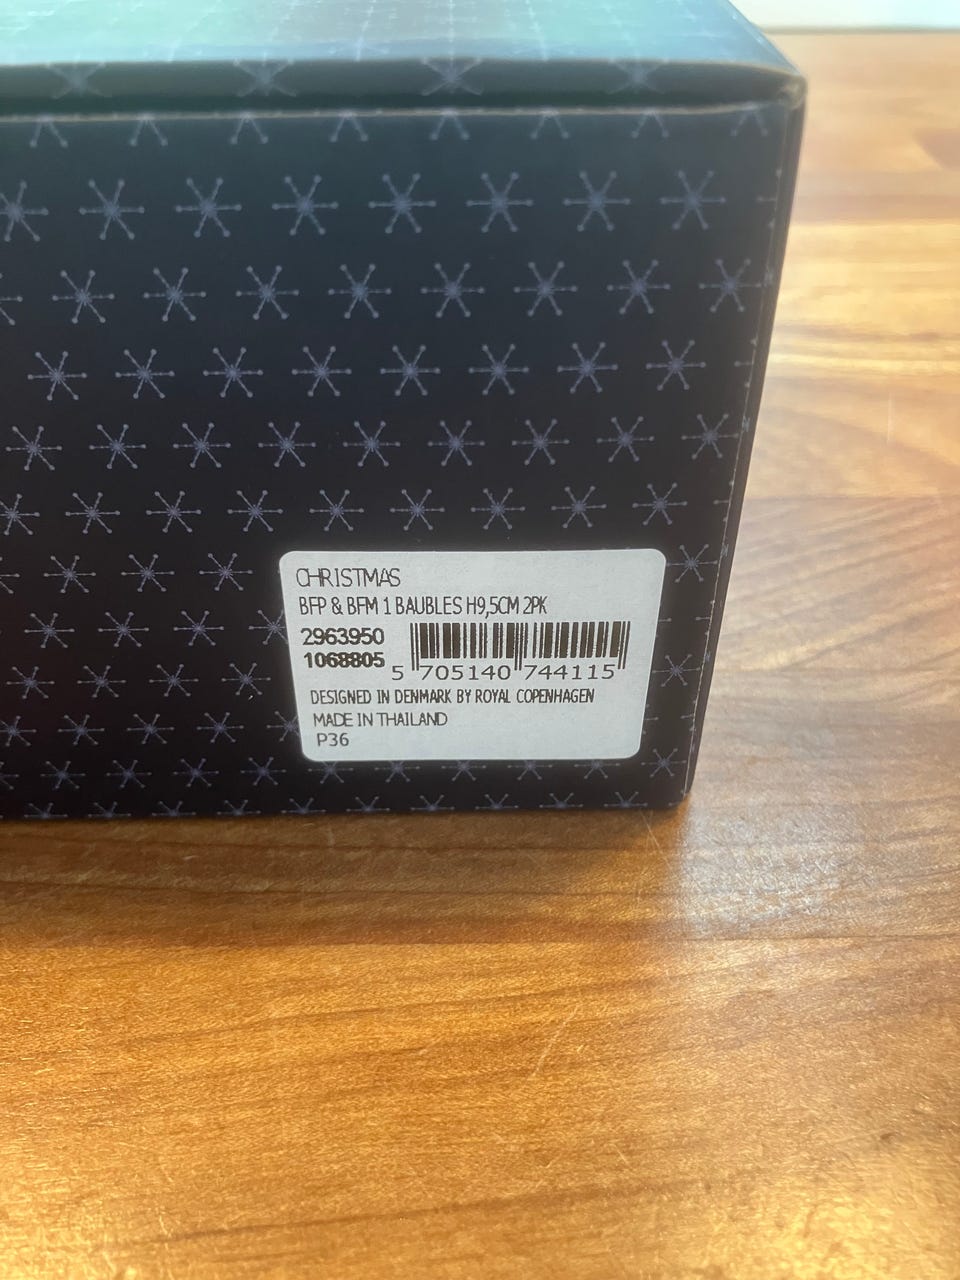 CHRISTMAS
BFP & BFM 1 BAUBLES H9,5CM 2PK
2963950
1068805
5 705140 744115
DESIGNED IN DENMARK BY ROYAL COPENHAGEN
MADE IN THAILAND
P36